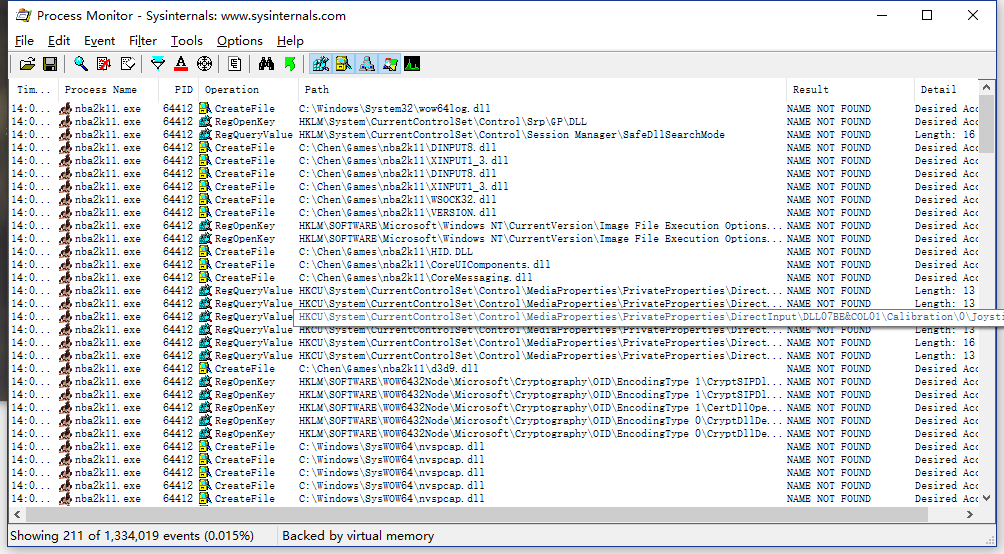 Process Monitor - Sysinternals: www.sysinternals.com
File Edit Event Filter Tools Options Help
Tim... Process Name PID Operation Path Result Detail
14:0... nba2k11.exe 64412 CreateFile C:\Windows\System32\wow64log.dll NAME NOT FOUND Desired Acc
14:0... nba2k11.exe 64412 RegOpenKey HKLM\System\CurrentControlSet\Control\Srp\GP\DLL NAME NOT FOUND Desired Acc
14:0... nba2k11.exe 64412 RegQueryValue HKLM\System\CurrentControlSet\Control\Session Manager\SafeDllSearchMode NAME NOT FOUND Length: 16
14:0... nba2k11.exe 64412 CreateFile C:\Chen\Games\nba2k11\DINPUT8.dll NAME NOT FOUND Desired Acc
14:0... nba2k11.exe 64412 CreateFile C:\Chen\Games\nba2k11\XINPUT1_3.dll NAME NOT FOUND Desired Acc
14:0... nba2k11.exe 64412 CreateFile C:\Chen\Games\nba2k11\DINPUT8.dll NAME NOT FOUND Desired Acc
14:0... nba2k11.exe 64412 CreateFile C:\Chen\Games\nba2k11\XINPUT1_3.dll NAME NOT FOUND Desired Acc
14:0... nba2k11.exe 64412 CreateFile C:\Chen\Games\nba2k11\WSOCK32.dll NAME NOT FOUND Desired Acc
14:0... nba2k11.exe 64412 CreateFile C:\Chen\Games\nba2k11\VERSION.dll NAME NOT FOUND Desired Acc
14:0... nba2k11.exe 64412 RegOpenKey HKLM\SOFTWARE\Microsoft\Windows NT\CurrentVersion\Image File Execution Options... NAME NOT FOUND Desired Acc
14:0... nba2k11.exe 64412 RegOpenKey HKLM\SOFTWARE\Microsoft\Windows NT\CurrentVersion\Image File Execution Options... NAME NOT FOUND Desired Acc
14:0... nba2k11.exe 64412 CreateFile C:\Chen\Games\nba2k11\HID.DLL NAME NOT FOUND Desired Acc
14:0... nba2k11.exe 64412 CreateFile C:\Chen\Games\nba2k11\CoreUIComponents.dll NAME NOT FOUND Desired Acc
14:0... nba2k11.exe 64412 CreateFile C:\Chen\Games\nba2k11\CoreMessaging.dll NAME NOT FOUND Desired Acc
14:0... nba2k11.exe 64412 RegQueryValue HKCU\System\CurrentControlSet\Control\MediaProperties\PrivateProperties\Direct... NAME NOT FOUND Length: 13
14:0... nba2k11.exe 64412 RegQueryValue HKCU\System\CurrentControlSet\Control\MediaProperties\PrivateProperties\Direct... NAME NOT FOUND Length: 13
14:0... nba2k11.exe 64412 RegQueryValue HKCU\System\CurrentControlSet\Control\MediaProperties\PrivateProperties\DirectInput\DLL07BE&COL01\Calibration\0\Joysti
14:0... nba2k11.exe 64412 RegQueryValue HKCU\System\CurrentControlSet\Control\MediaProperties\PrivateProperties\Direct... NAME NOT FOUND Length: 16
14:0... nba2k11.exe 64412 RegQueryValue HKCU\System\CurrentControlSet\Control\MediaProperties\PrivateProperties\Direct... NAME NOT FOUND Length: 16
14:0... nba2k11.exe 64412 RegQueryValue HKCU\System\CurrentControlSet\Control\MediaProperties\PrivateProperties\Direct... NAME NOT FOUND Length: 13
14:0... nba2k11.exe 64412 CreateFile C:\Chen\Games\nba2k11\d3d9.dll NAME NOT FOUND Desired Acc
14:0... nba2k11.exe 64412 RegOpenKey HKLM\SOFTWARE\WOW6432Node\Microsoft\Cryptography\OID\EncodingType 1\CryptSIPDl... NAME NOT FOUND Desired Acc
14:0... nba2k11.exe 64412 RegOpenKey HKLM\SOFTWARE\WOW6432Node\Microsoft\Cryptography\OID\EncodingType 1\CryptSIPDl... NAME NOT FOUND Desired Acc
14:0... nba2k11.exe 64412 RegOpenKey HKLM\SOFTWARE\WOW6432Node\Microsoft\Cryptography\OID\EncodingType 1\CertDllOpe... NAME NOT FOUND Desired Acc
14:0... nba2k11.exe 64412 RegOpenKey HKLM\SOFTWARE\WOW6432Node\Microsoft\Cryptography\OID\EncodingType 0\CryptDllDe... NAME NOT FOUND Desired Acc
14:0... nba2k11.exe 64412 RegOpenKey HKLM\SOFTWARE\WOW6432Node\Microsoft\Cryptography\OID\EncodingType 0\CryptDllDe... NAME NOT FOUND Desired Acc
14:0... nba2k11.exe 64412 CreateFile C:\Windows\SysWOW64\nvspcap.dll NAME NOT FOUND Desired Acc
14:0... nba2k11.exe 64412 CreateFile C:\Windows\SysWOW64\nvspcap.dll NAME NOT FOUND Desired Acc
14:0... nba2k11.exe 64412 CreateFile C:\Windows\SysWOW64\nvspcap.dll NAME NOT FOUND Desired Acc
14:0... nba2k11.exe 64412 CreateFile C:\Windows\SysWOW64\nvspcap.dll NAME NOT FOUND Desired Acc
14:0... nba2k11.exe 64412 CreateFile C:\Windows\SysWOW64\nvspcap.dll NAME NOT FOUND Desired Acc
Showing 211 of 1,334,019 events (0.015%) Backed by virtual memory